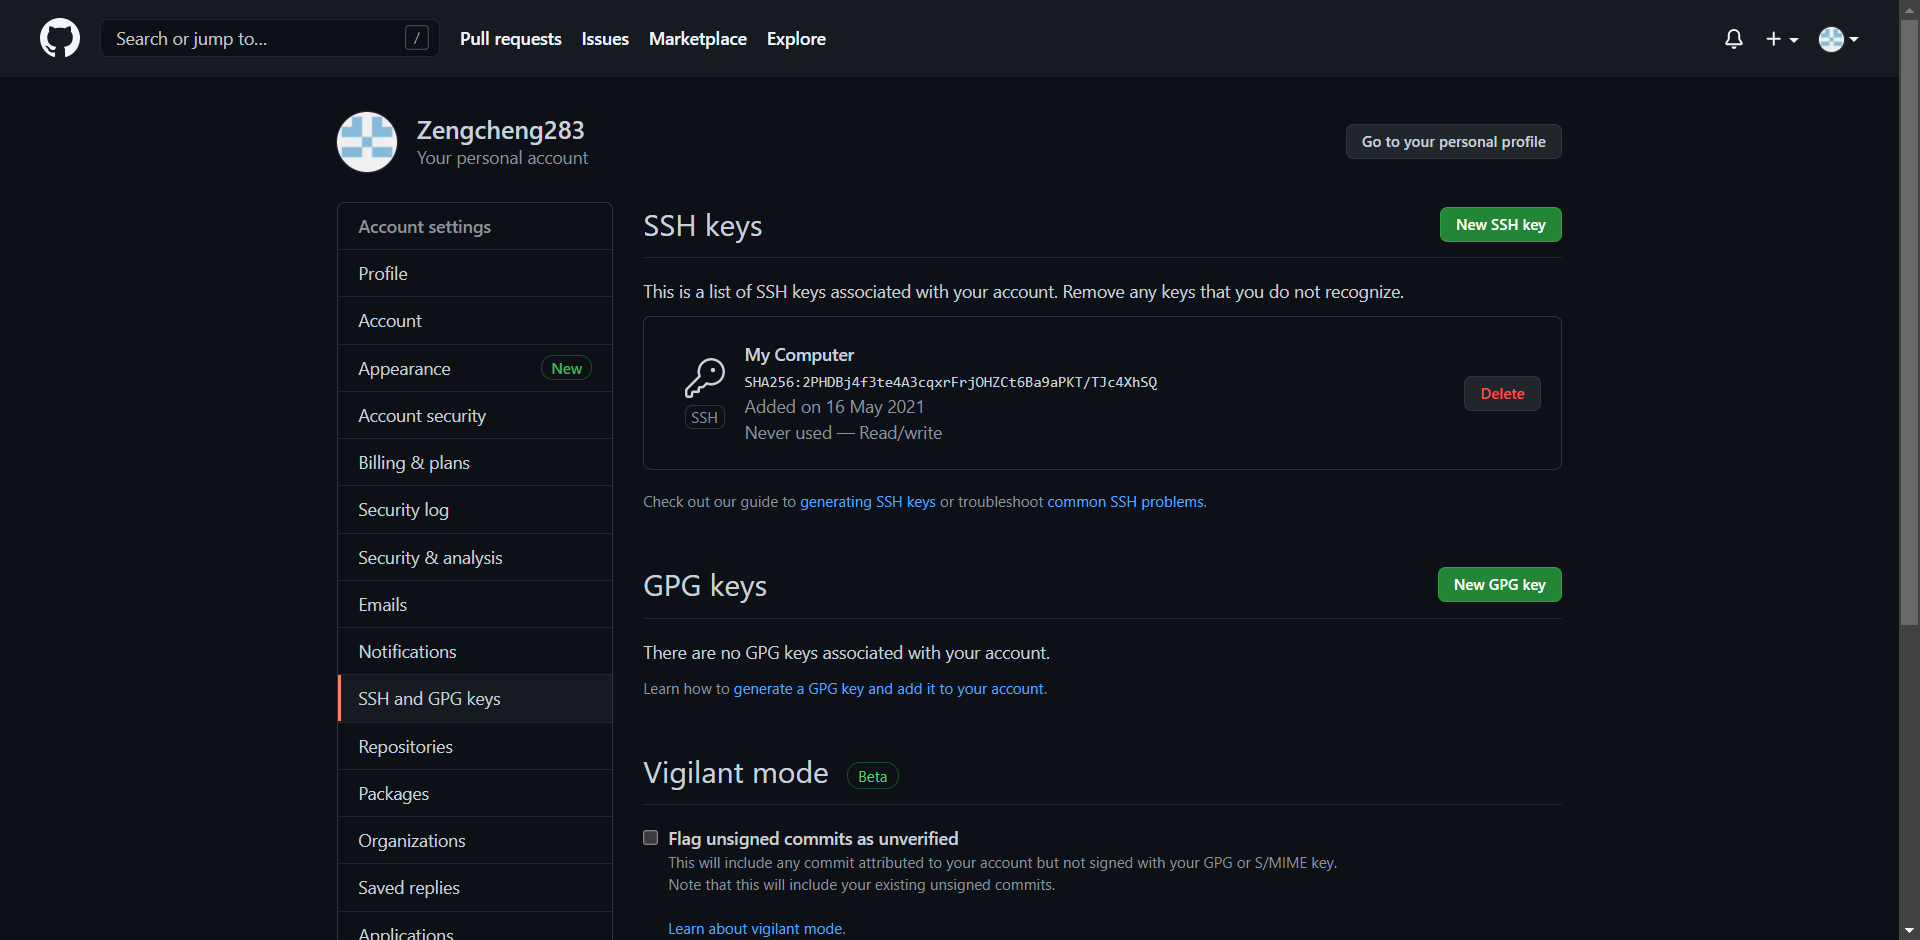 Search or jump to... /
Pull requests Issues Marketplace Explore
Zengcheng283
Your personal account
Go to your personal profile
Account settings
Profile
Account
Appearance New
Account security
Billing & plans
Security log
Security & analysis
Emails
Notifications
SSH and GPG keys
Repositories
Packages
Organizations
Saved replies
Applications
SSH keys
New SSH key
This is a list of SSH keys associated with your account. Remove any keys that you do not recognize.
SSH
My Computer
SHA256:2PHDBj4f3te4A3cqxrFrjOHZCt6Ba9aPKT/TJc4XhSQ
Added on 16 May 2021
Never used — Read/write
Delete
Check out our guide to generating SSH keys or troubleshoot common SSH problems.
GPG keys
New GPG key
There are no GPG keys associated with your account.
Learn how to generate a GPG key and add it to your account.
Vigilant mode Beta
Flag unsigned commits as unverified
This will include any commit attributed to your account but not signed with your GPG or S/MIME key.
Note that this will include your existing unsigned commits.
Learn about vigilant mode.